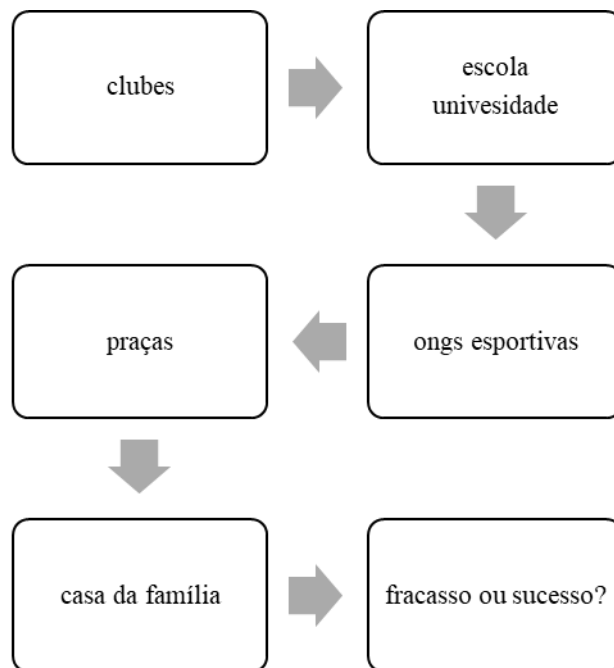 clubes
escola
univesidade
ongs esportivas
praças
casa da família
fracasso ou sucesso?